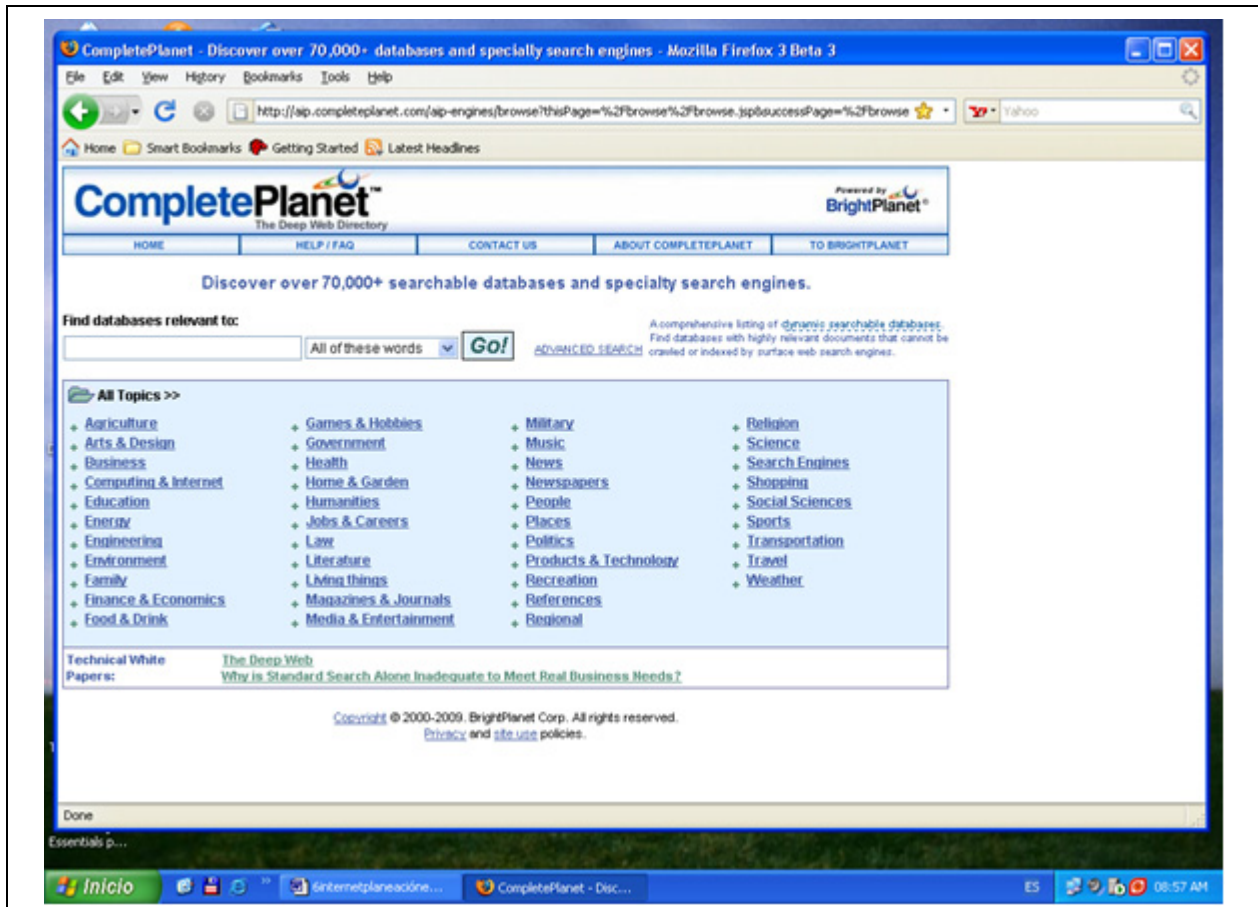 CompletePlanet - Discover over 70,000+ databases and specialty search engines - Mozilla Firefox 3 Beta 3
File Edit View History Bookmarks Tools Help
http://aip.completeplanet.com/aip-engines/browse?thisPage=%2Fbrowse%2Fbrowse.jsp&successPage=%2Fbrowse Yahoo
Home Smart Bookmarks Getting Started Latest Headlines
CompletePlanet™
The Deep Web Directory
Powered by
BrightPlanet®
HOME HELP / FAQ CONTACT US ABOUT COMPLETEPLANET TO BRIGHTPLANET
Discover over 70,000+ searchable databases and specialty search engines.
Find databases relevant to:
All of these words Go! ADVANCED SEARCH
A comprehensive listing of dynamic searchable databases.
Find databases with highly relevant documents that cannot be
crawled or indexed by surface web search engines.
All Topics >>
Agriculture
Arts & Design
Business
Computing & Internet
Education
Energy
Engineering
Environment
Family
Finance & Economics
Food & Drink
Games & Hobbies
Government
Health
Home & Garden
Humanities
Jobs & Careers
Law
Literature
Living things
Magazines & Journals
Media & Entertainment
Military
Music
News
Newspapers
People
Places
Politics
Products & Technology
Recreation
References
Regional
Religion
Science
Search Engines
Shopping
Social Sciences
Sports
Transportation
Travel
Weather
Technical White
Papers:
The Deep Web
Why is Standard Search Alone Inadequate to Meet Real Business Needs?
Copyright © 2000-2009. BrightPlanet Corp. All rights reserved.
Privacy and site use policies.
Done
Essentials p...
Inicio 6internetplaneacióne... CompletePlanet - Disc... ES 08:57 AM